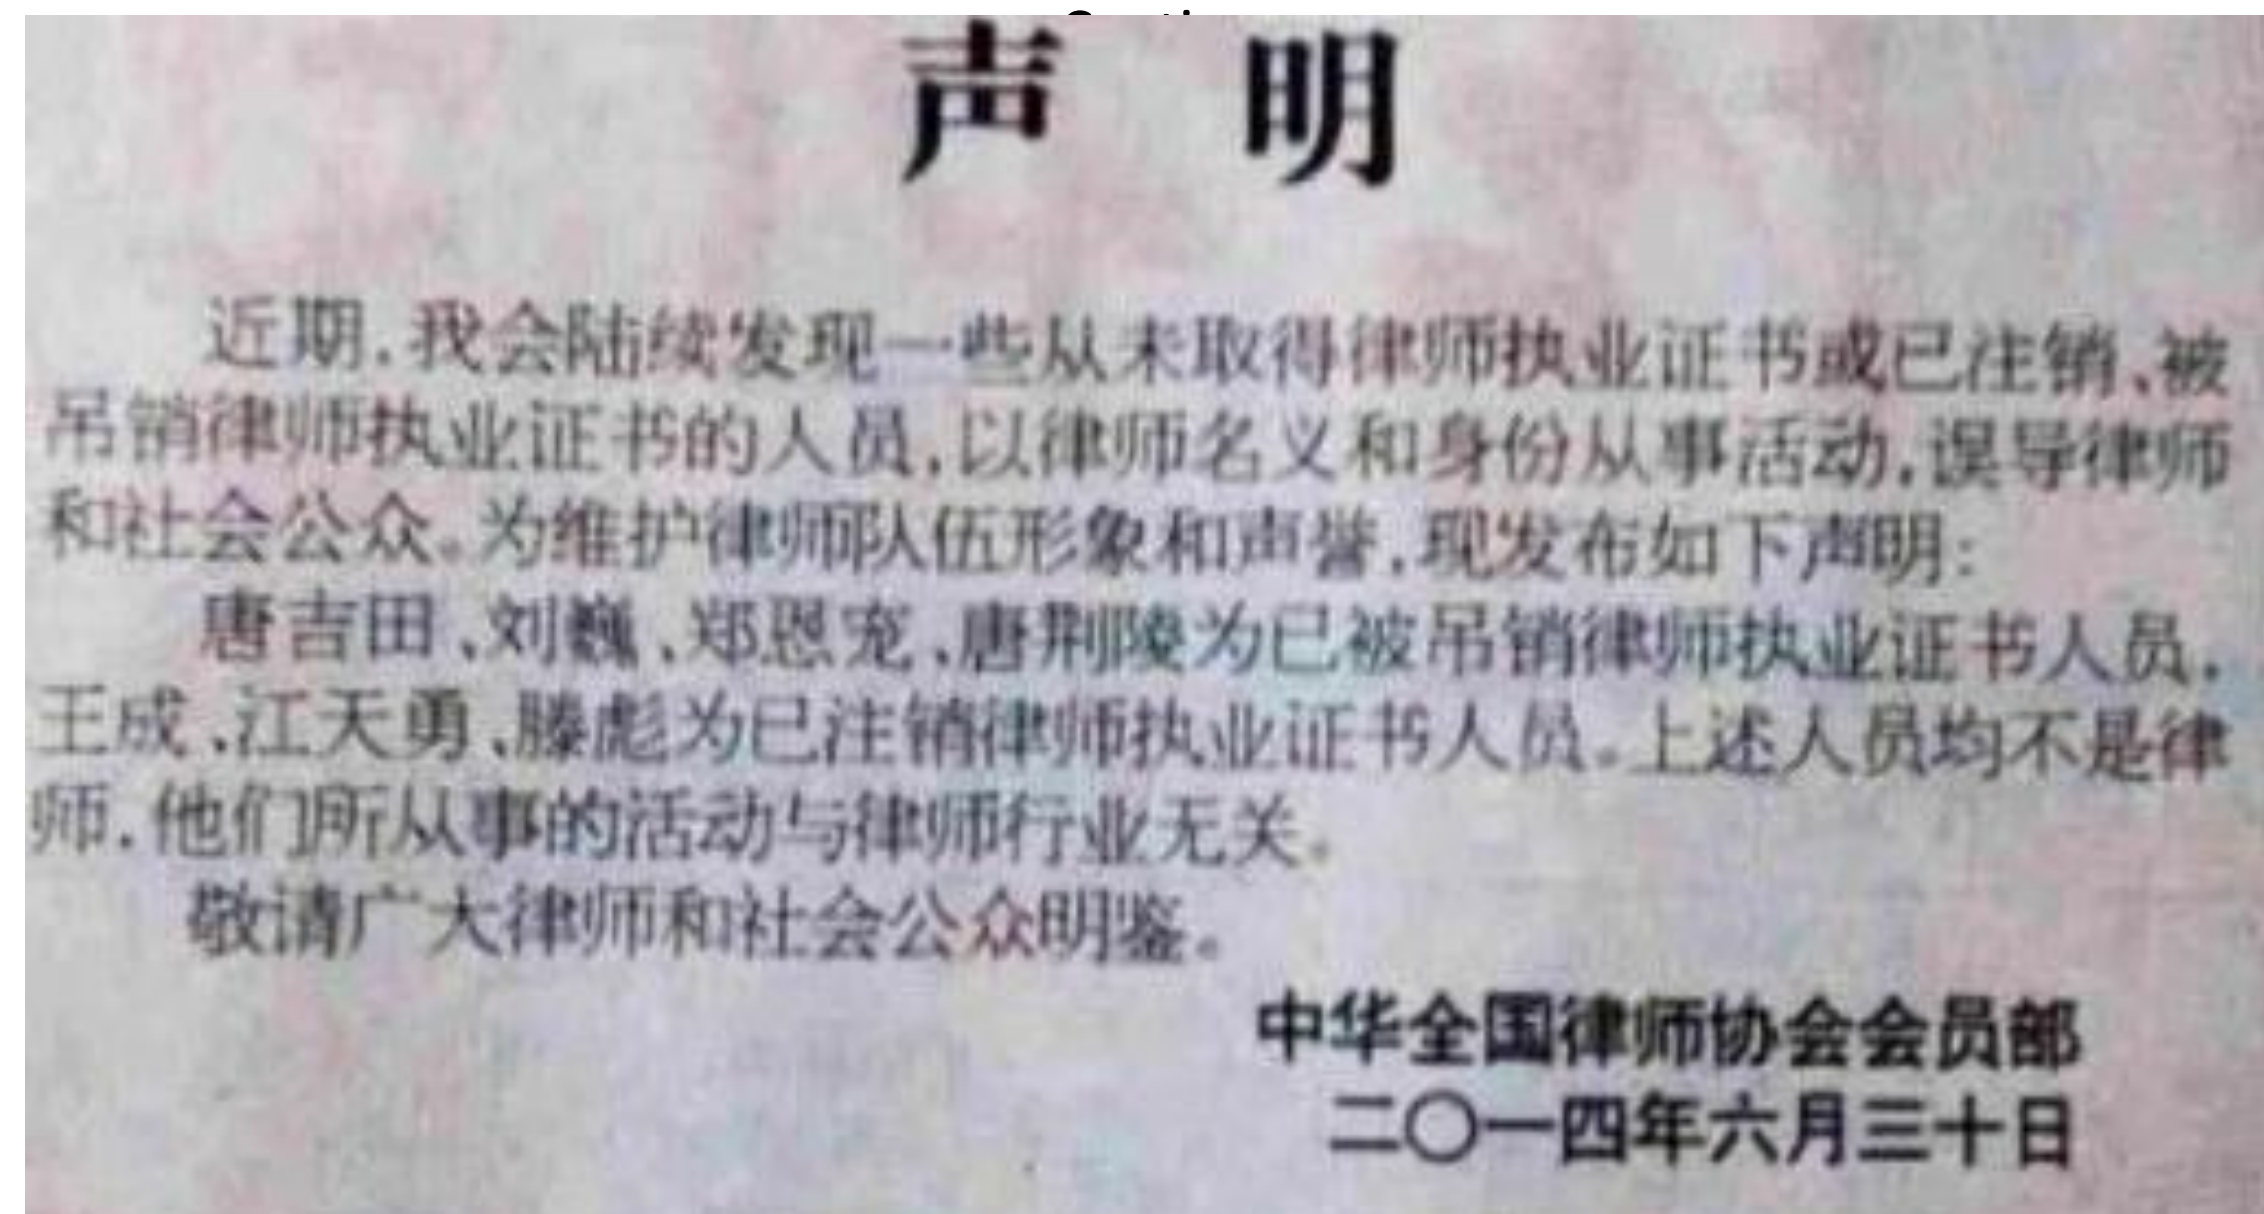 声 明
近期,我会陆续发现一些从未取得律师执业证书或已注销、被
吊销律师执业证书的人员,以律师名义和身份从事活动,误导律师
和社会公众。为维护律师队伍形象和声誉,现发布如下声明:
唐吉田、刘巍、郑恩宠、唐荆陵为已被吊销律师执业证书人员,
王成、江天勇、滕彪为已注销律师执业证书人员。上述人员均不是律
师,他们所从事的活动与律师行业无关。
敬请广大律师和社会公众明鉴。
中华全国律师协会会员部
二〇一四年六月三十日